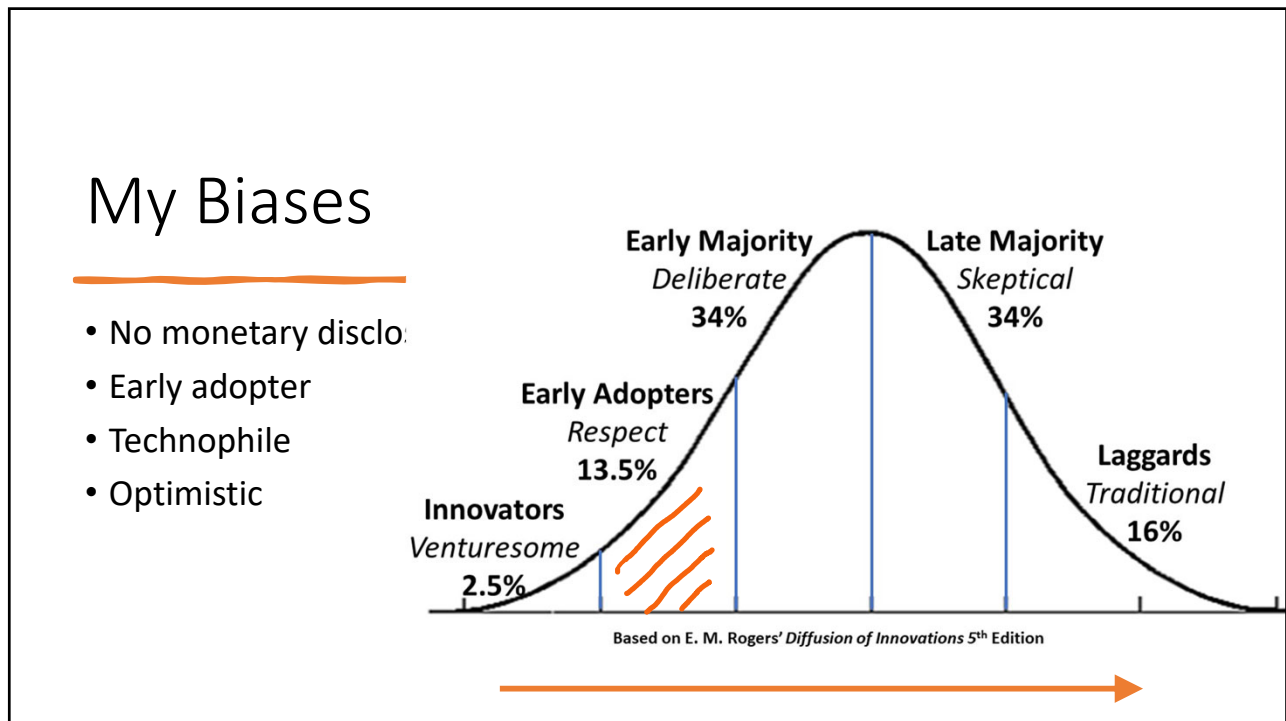 My Biases
• No monetary disclo
• Early adopter
• Technophile
• Optimistic
Early Majority
Deliberate
34%
Late Majority
Skeptical
34%
Early Adopters
Respect
13.5%
Innovators
Venturesome
2.5%
Laggards
Traditional
16%
Based on E. M. Rogers' Diffusion of Innovations 5th Edition